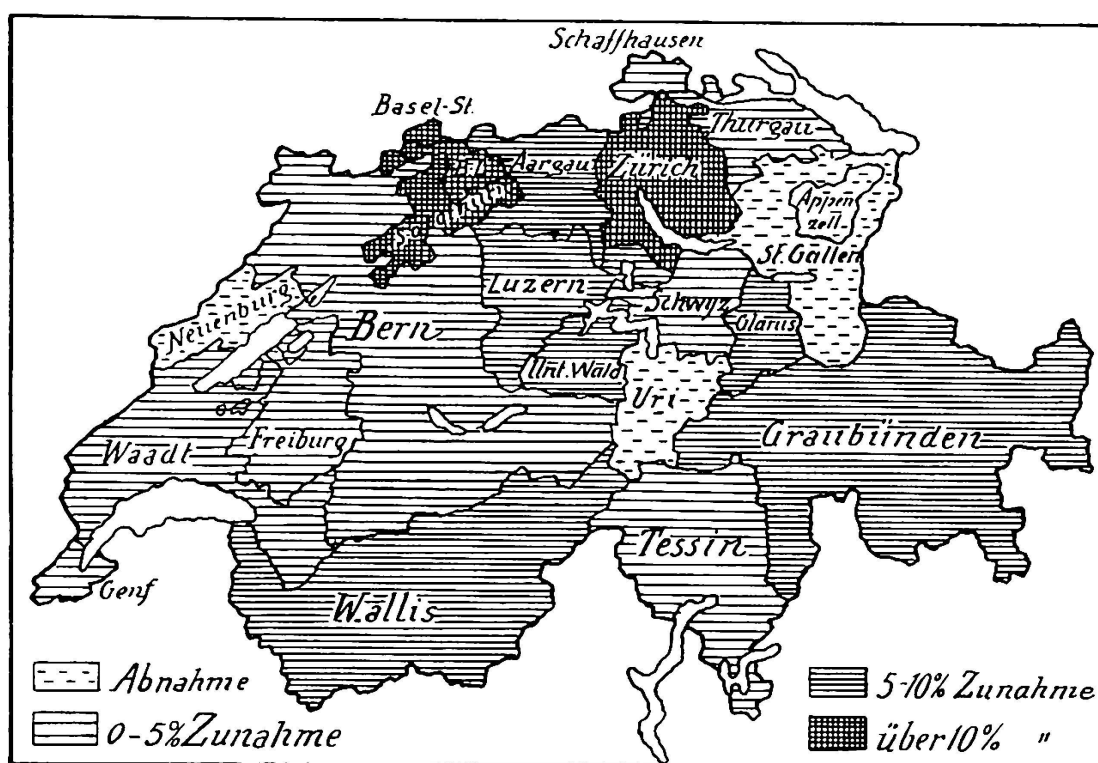 Schaffhausen
Basel-St.
Thurgau
B.-L.
Aargau
Zürich
Appen
zell.
So
St. Gallen
Luzern
Schwyz
Neuenburg
Glarus
Bern
Unt. Wald
Uri
Freiburg
Graubünden
Waadt
Tessin
Genf
Wallis
Abnahme
5-10% Zunahme
0-5% Zunahme
über 10% "